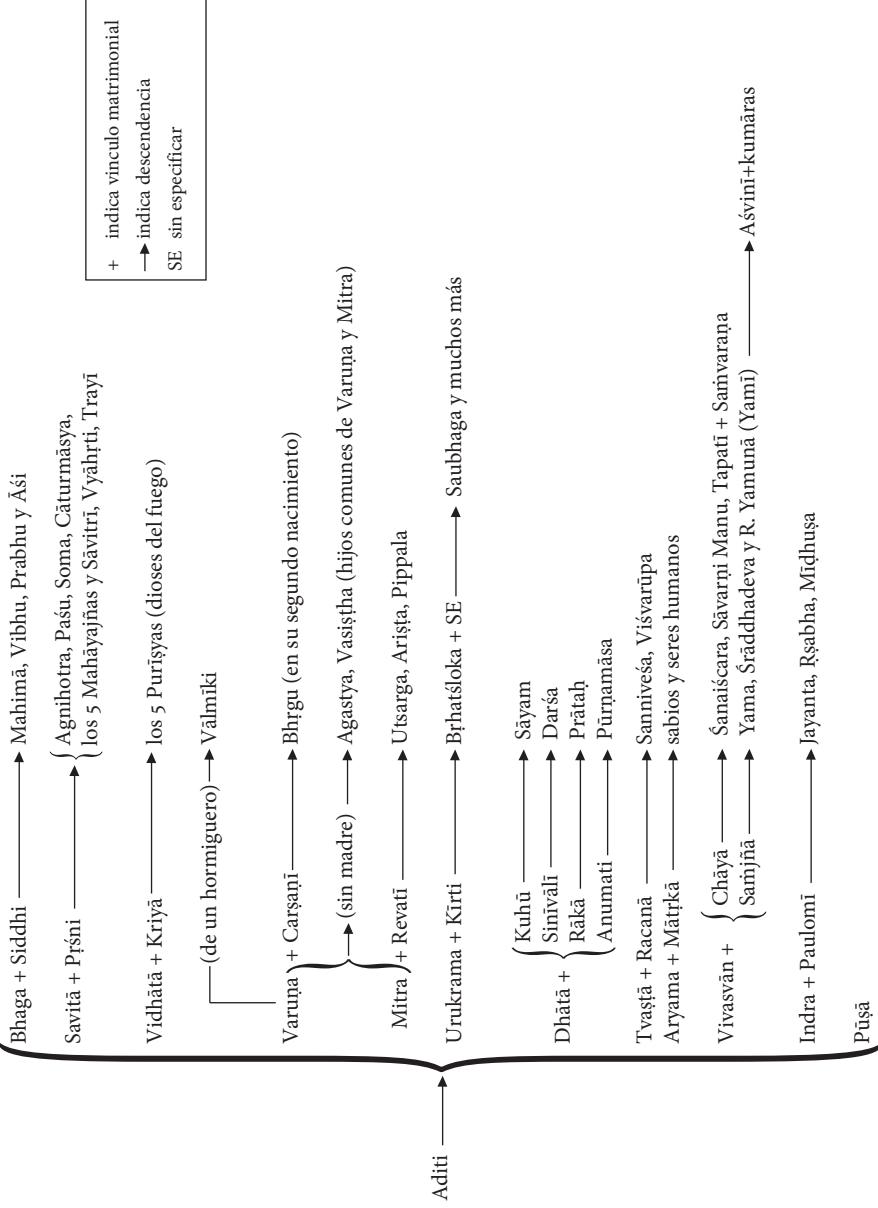 Bhaga + Siddhi → Mahimā, Vibhu, Prabhu y Āśi
Savitā + Pṛśni → { Agnihotra, Paśu, Soma, Cāturmāsya,
los 5 Mahāyajñas y Sāvitrī, Vyāhṛti, Trayī
Vidhātā + Kriyā → los 5 Purīṣyas (dioses del fuego)
(de un hormiguero) → Vālmīki
Varuṇa + Carṣaṇī → Bhṛgu (en su segundo nacimiento)
→ (sin madre) → Agastya, Vasiṣṭha (hijos comunes de Varuṇa y Mitra)
Mitra + Revatī → Utsarga, Ariṣṭa, Pippala
Urukrama + Kīrti → Bṛhatśloka + SE → Saubhaga y muchos más
Dhātā + {
Kuhū → Sāyam
Sinīvālī → Darśa
Rākā → Prātaḥ
Anumati → Pūrṇamāsa
Tvaṣṭā + Racanā → Sanniveśa, Viśvarūpa
Aryama + Mātṛkā → sabios y seres humanos
Vivasvān + {
Chāyā → Śanaiścara, Sāvarṇi Manu, Tapatī + Saṁvaraṇa
Saṁjñā → Yama, Śrāddhadeva y R. Yamunā (Yamī) → Aśvinī+kumāras
Indra + Paulomī → Jayanta, Ṛṣabha, Mīḍhuṣa
Pūṣā
Aditi →
+ indica vinculo matrimonial
→ indica descendencia
SE sin especificar